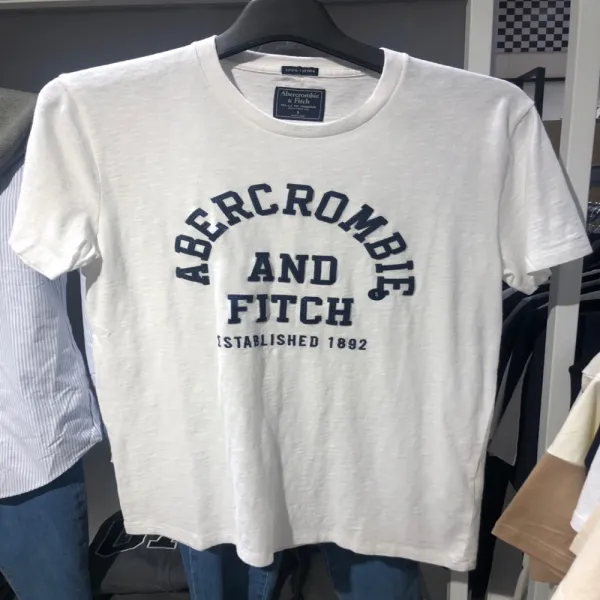 Abercrombie
& Fitch
ABERCROMBIE
AND
FITCH
ESTABLISHED 1892